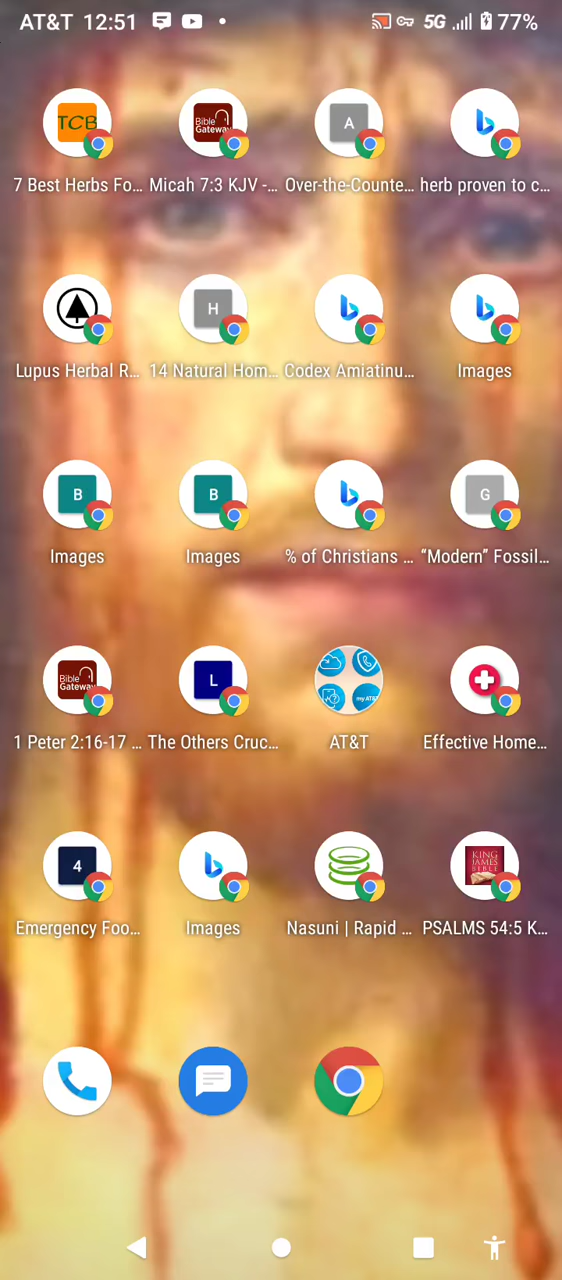 AT&T 12:51 5G 77%
TCB Bible Gateway A
7 Best Herbs Fo... Micah 7:3 KJV -... Over-the-Counte... herb proven to c...
H
Lupus Herbal R... 14 Natural Hom... Codex Amiatinu... Images
B B G
Images Images % of Christians ... “Modern” Fossil...
Bible Gateway L my AT&T
1 Peter 2:16-17 ... The Others Cruc... AT&T Effective Home...
4 KING JAMES BIBLE
Emergency Foo... Images Nasuni | Rapid ... PSALMS 54:5 K...